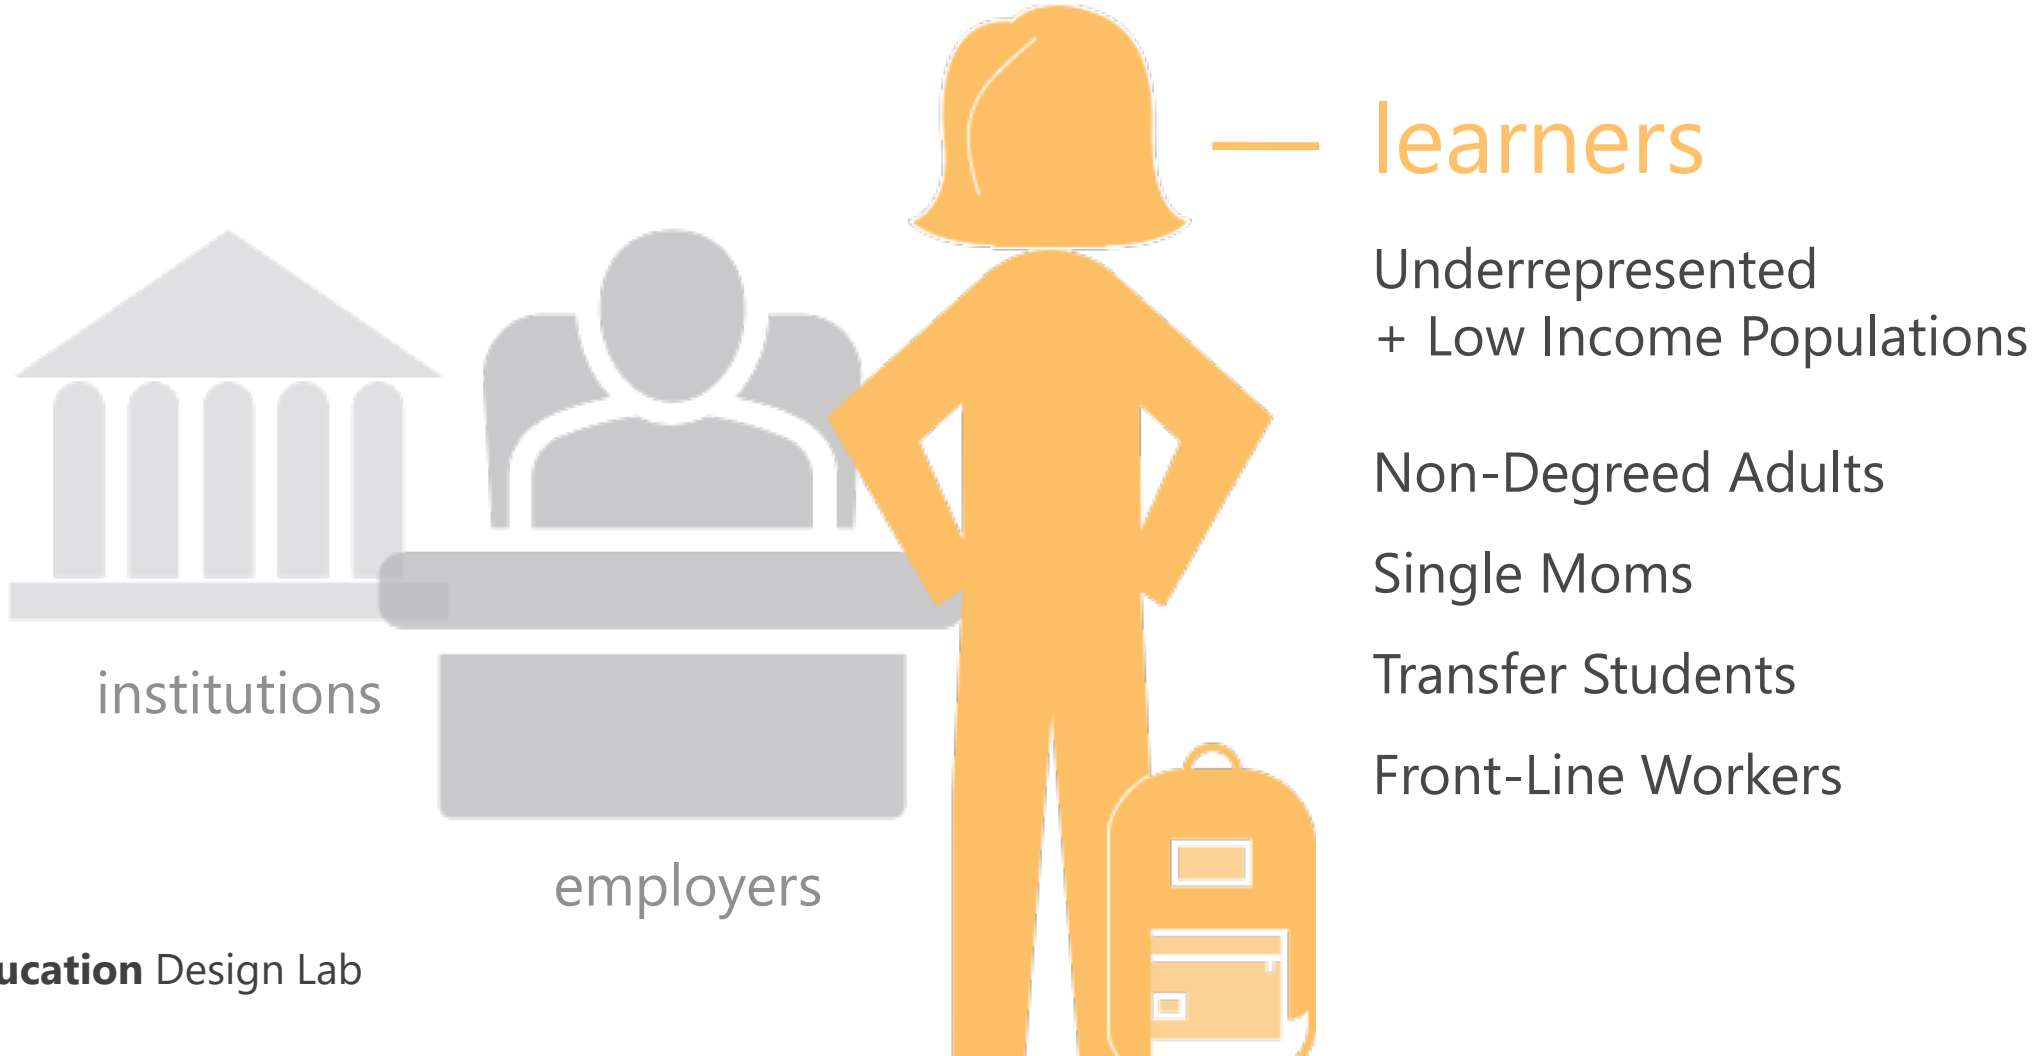 learners
Underrepresented
+ Low Income Populations
Non-Degreed Adults
Single Moms
Transfer Students
Front-Line Workers
institutions
employers
ucation Design Lab